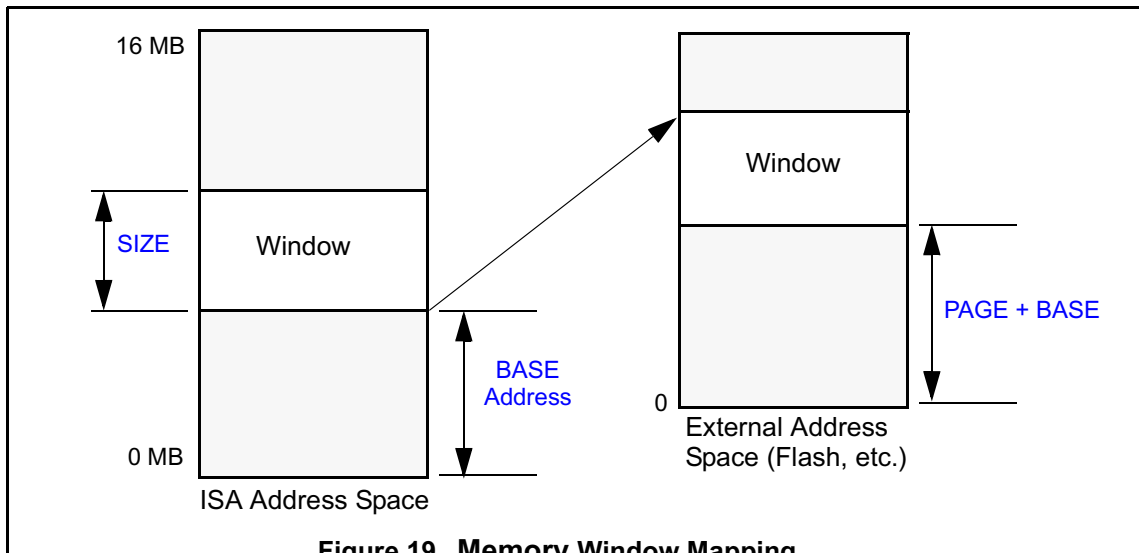 16 MB
Window
SIZE
BASE
Address
0 MB
ISA Address Space
Window
PAGE + BASE
0
External Address
Space (Flash, etc.)
Figure 19. Memory Window Mapping